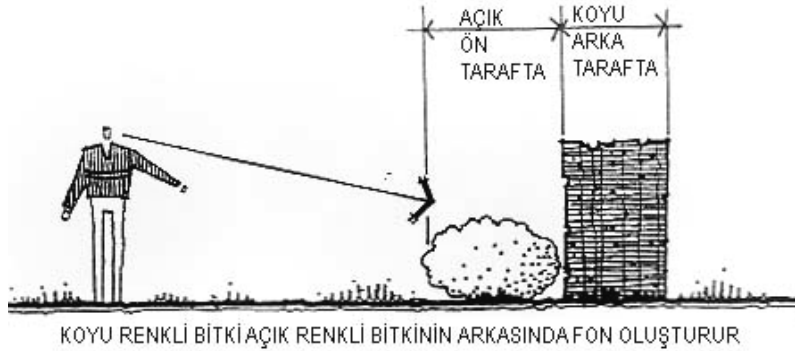 AÇIK
ÖN
TARAFTA
KOYU
ARKA
TARAFTA
KOYU RENKLİ BİTKİ AÇIK RENKLİ BİTKİNİN ARKASINDA FON OLUŞTURUR